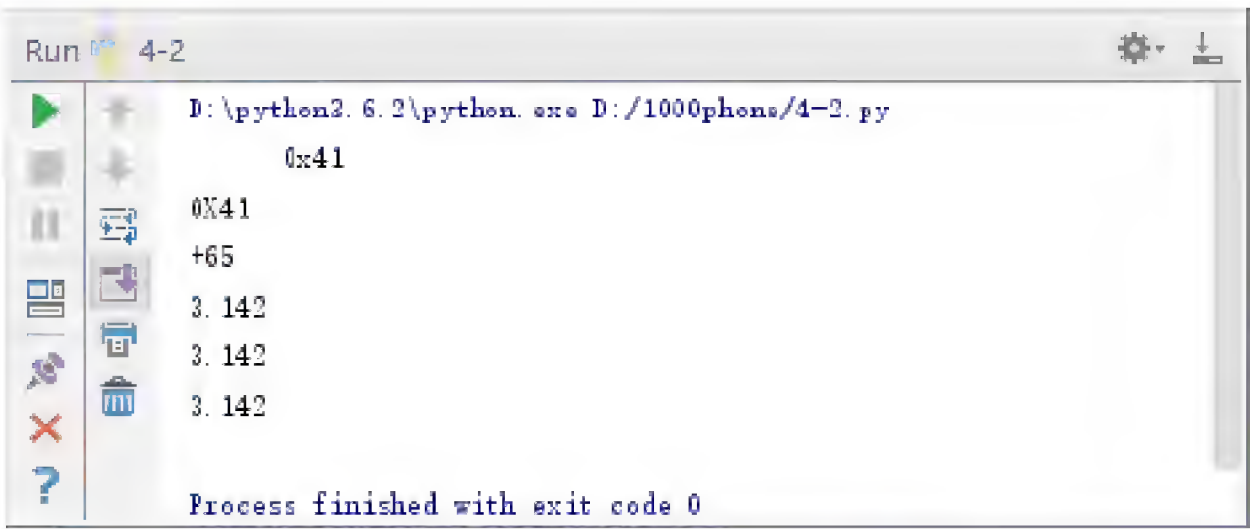 Run 4-2
D:\python3.6.2\python.exe D:/1000phone/4-2.py
0x41
0X41
+65
3.142
3.142
3.142
Process finished with exit code 0
?